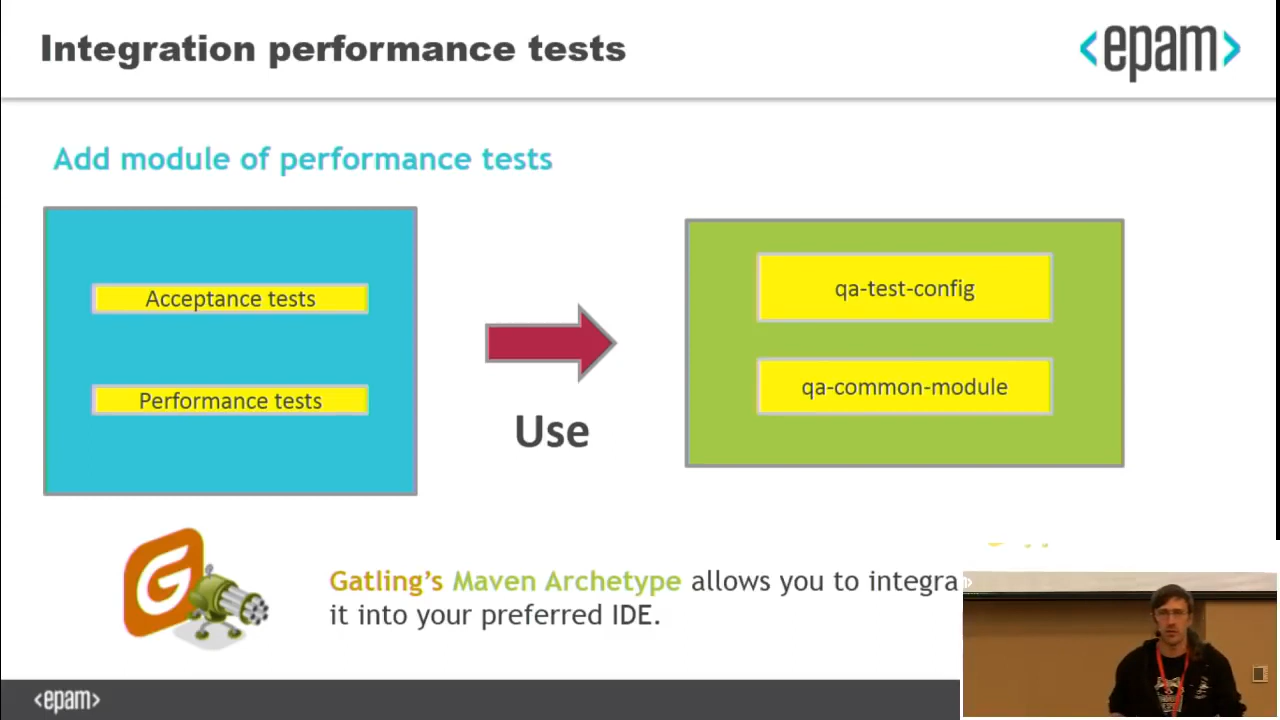 Integration performance tests
<epam>
Add module of performance tests
Acceptance tests
Performance tests
Use
qa-test-config
qa-common-module
G
Gatling's Maven Archetype allows you to integra
it into your preferred IDE.
<epam>